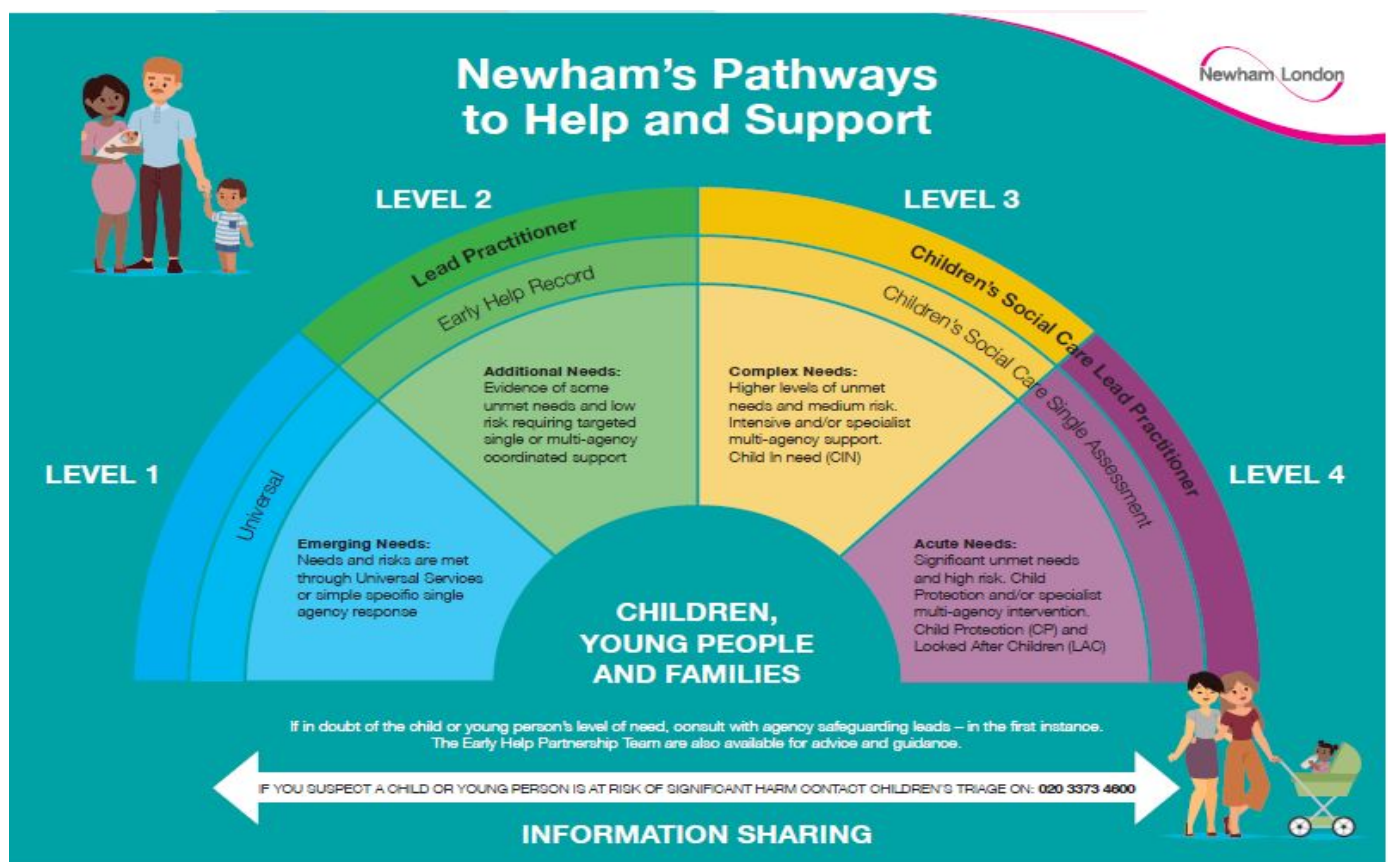 Newham's Pathways
to Help and Support
Newham London
LEVEL 1
Universal
Emerging Needs:
Needs and risks are met
through Universal Services
or simple specific single
agency response
LEVEL 2
Lead Practitioner
Early Help Record
Additional Needs:
Evidence of some
unmet needs and low
risk requiring targeted
single or multi-agency
coordinated support
LEVEL 3
Children's Social Care Lead Practitioner
Children's Social Care Single Assessment
Complex Needs:
Higher levels of unmet
needs and medium risk.
Intensive and/or specialist
multi-agency support.
Child In need (CIN)
LEVEL 4
Acute Needs:
Significant unmet needs
and high risk. Child
Protection and/or specialist
multi-agency intervention.
Child Protection (CP) and
Looked After Children (LAC)
CHILDREN,
YOUNG PEOPLE
AND FAMILIES
If in doubt of the child or young person's level of need, consult with agency safeguarding leads – in the first instance.
The Early Help Partnership Team are also available for advice and guidance.
IF YOU SUSPECT A CHILD OR YOUNG PERSON IS AT RISK OF SIGNIFICANT HARM CONTACT CHILDREN'S TRIAGE ON: 020 3373 4600
INFORMATION SHARING